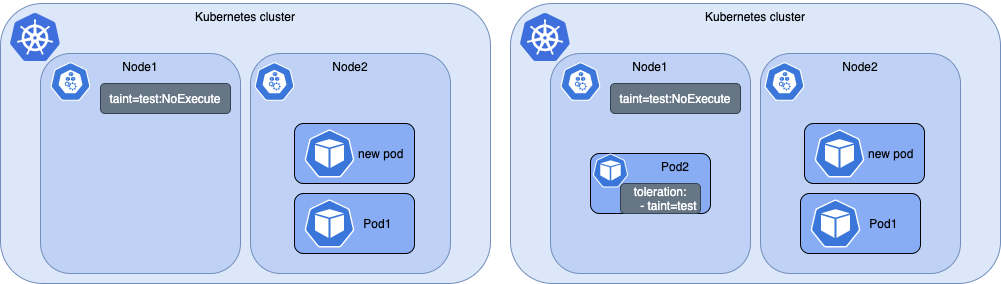 Kubernetes cluster
Node1
Node2
taint=test:NoExecute
new pod
Pod1
Kubernetes cluster
Node1
Node2
taint=test:NoExecute
new pod
Pod2
toleration:
- taint=test
Pod1